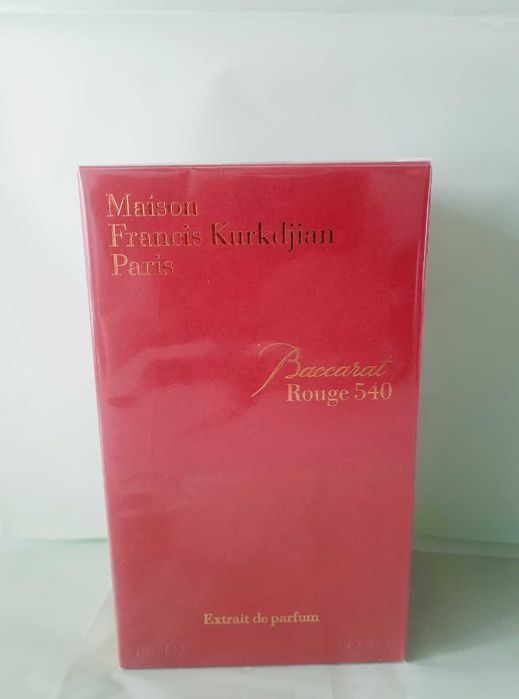 Maison
Francis Kurkdjian
Paris
Baccarat
Rouge 540
Extrait de parfum